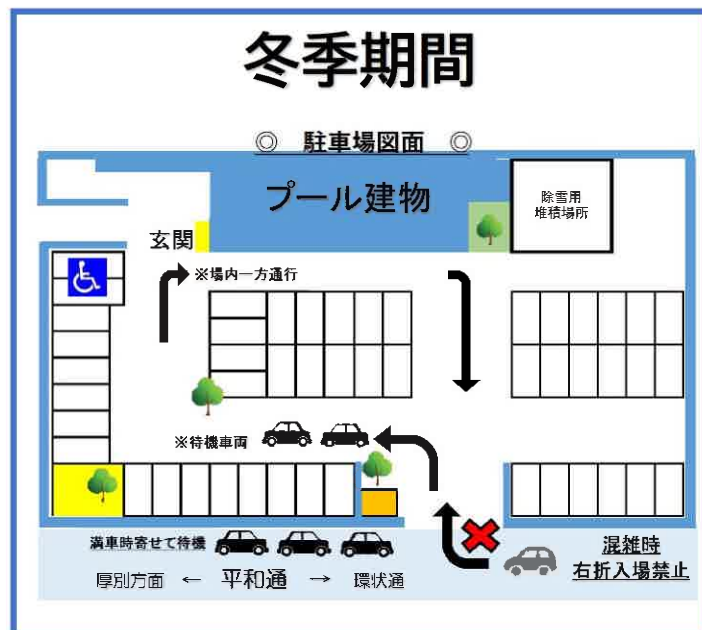 冬季期間
◎ 駐車場図面 ◎
プール建物
除雪用
堆積場所
玄関
※場内一方通行
※待機車両
満車時寄せて待機
混雑時
右折入場禁止
厚別方面 ← 平和通 → 環状通